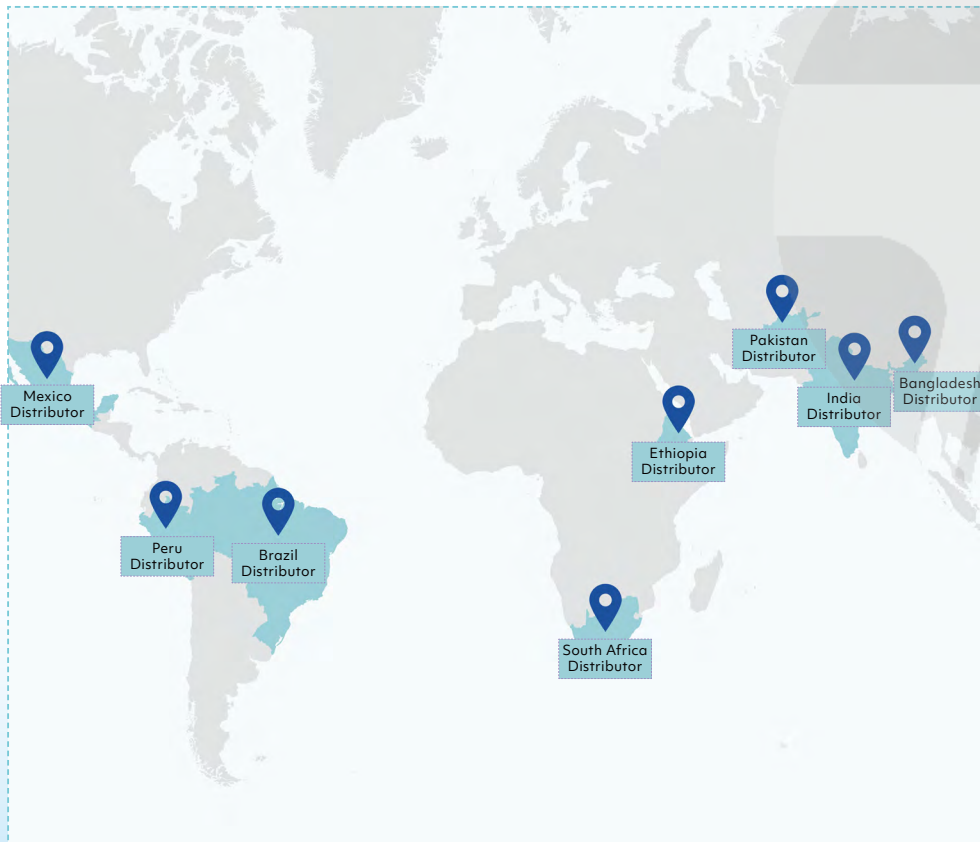 Pakistan
Distributor
Mexico
Distributor
India
Distributor
Bangladesh
Distributor
Ethiopia
Distributor
Peru
Distributor
Brazil
Distributor
South Africa
Distributor